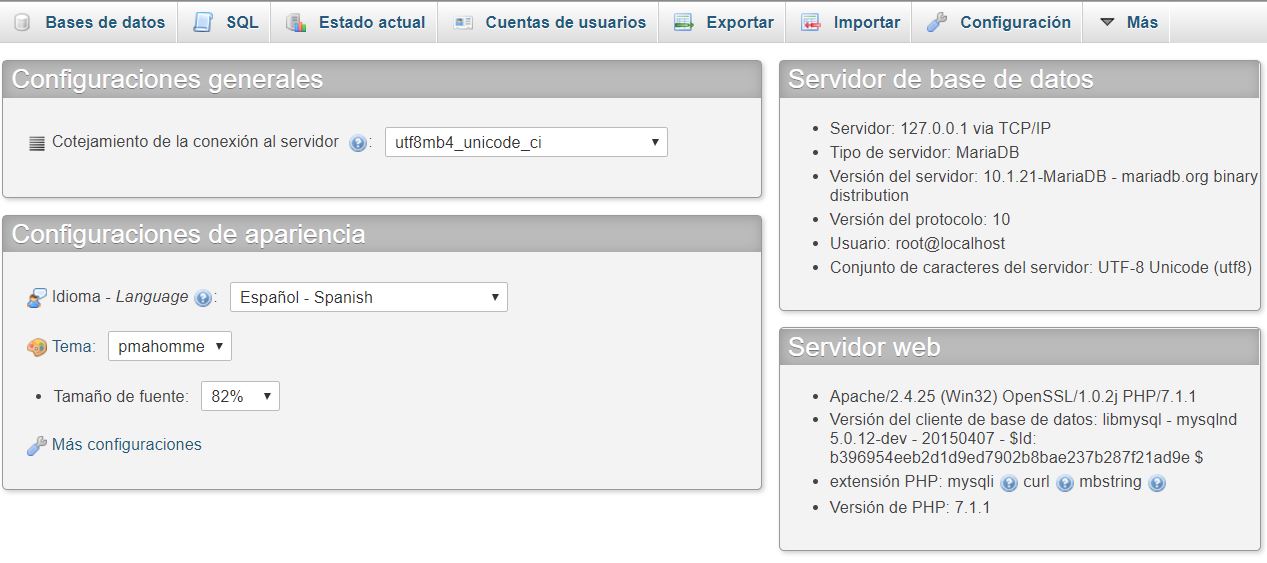 Bases de datos SQL Estado actual Cuentas de usuarios Exportar Importar Configuración Más
Configuraciones generales
Cotejamiento de la conexión al servidor : utf8mb4_unicode_ci
Configuraciones de apariencia
Idioma - Language : Español - Spanish
Tema: pmahomme
Tamaño de fuente: 82%
Más configuraciones
Servidor de base de datos
Servidor: 127.0.0.1 via TCP/IP
Tipo de servidor: MariaDB
Versión del servidor: 10.1.21-MariaDB - mariadb.org binary
distribution
Versión del protocolo: 10
Usuario: root@localhost
Conjunto de caracteres del servidor: UTF-8 Unicode (utf8)
Servidor web
Apache/2.4.25 (Win32) OpenSSL/1.0.2j PHP/7.1.1
Versión del cliente de base de datos: libmysql - mysqlnd
5.0.12-dev - 20150407 - $Id:
b396954eeb2d1d9ed7902b8bae237b287f21ad9e $
extensión PHP: mysqli curl mbstring
Versión de PHP: 7.1.1